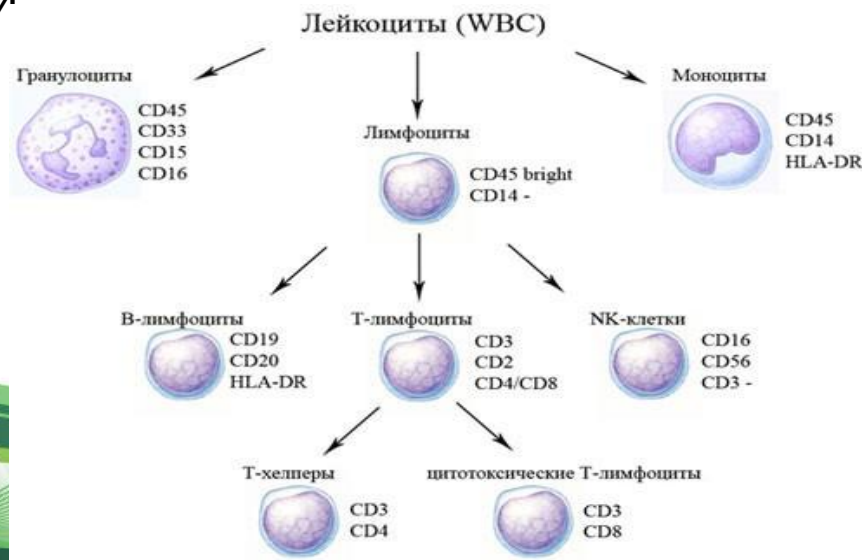 Лейкоциты (WBC)
Гранулоциты
CD45
CD33
CD15
CD16
Лимфоциты
CD45 bright
CD14 -
Моноциты
CD45
CD14
HLA-DR
В-лимфоциты
CD19
CD20
HLA-DR
Т-лимфоциты
CD3
CD2
CD4/CD8
NK-клетки
CD16
CD56
CD3 -
Т-хелперы
CD3
CD4
цитотоксические Т-лимфоциты
CD3
CD8